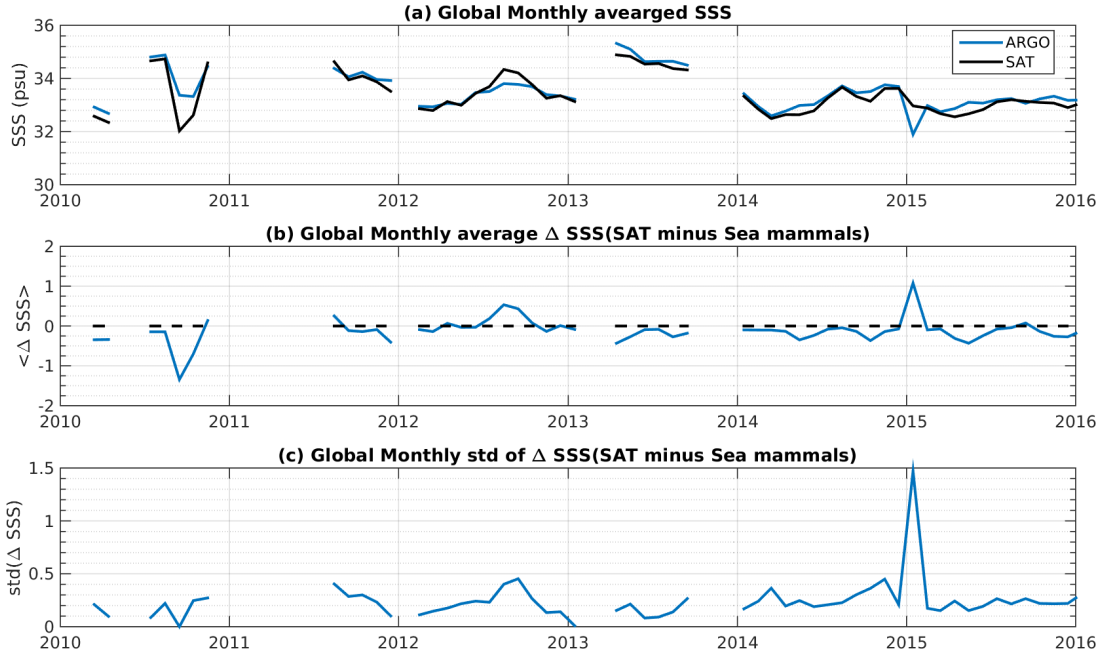 (a) Global Monthly avearged SSS
36
34
32
30
SSS (psu)
ARGO
SAT
2010 2011 2012 2013 2014 2015 2016
(b) Global Monthly average Δ SSS(SAT minus Sea mammals)
2
1
0
-1
-2
<Δ SSS>
2010 2011 2012 2013 2014 2015 2016
(c) Global Monthly std of Δ SSS(SAT minus Sea mammals)
1.5
1
0.5
0
std(Δ SSS)
2010 2011 2012 2013 2014 2015 2016